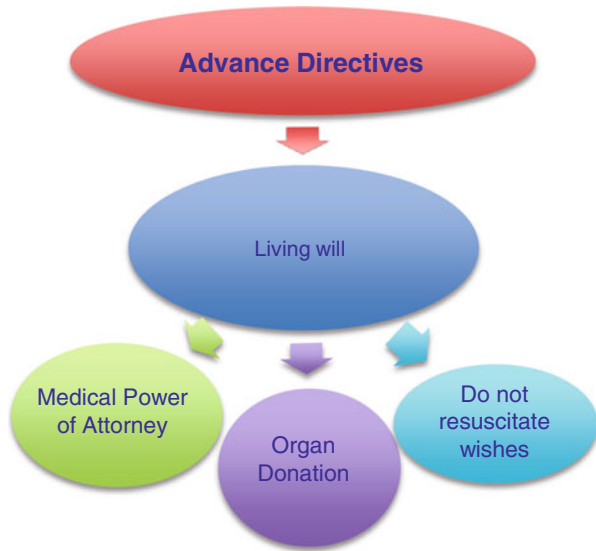 Advance Directives
Living will
Medical Power
of Attorney
Organ
Donation
Do not
resuscitate
wishes